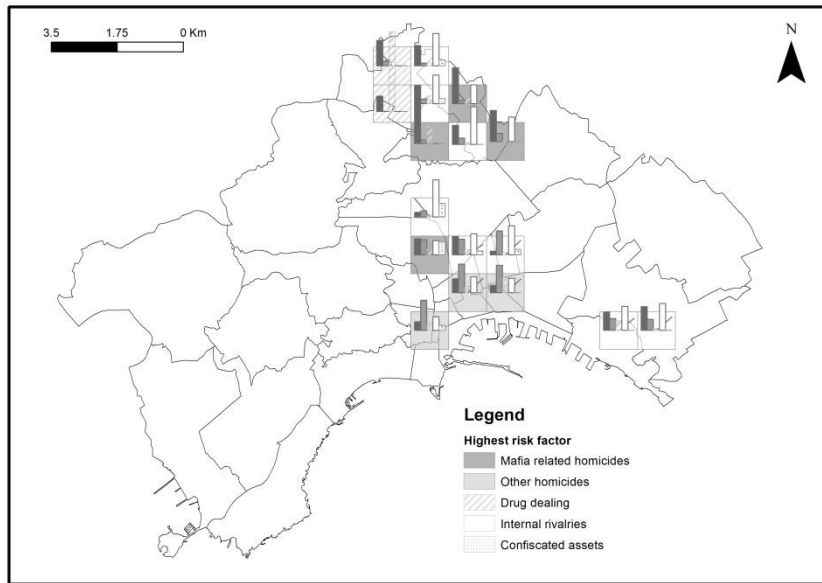 3.5 1.75 0 Km
N
Legend
Highest risk factor
Mafia related homicides
Other homicides
Drug dealing
Internal rivalries
Confiscated assets